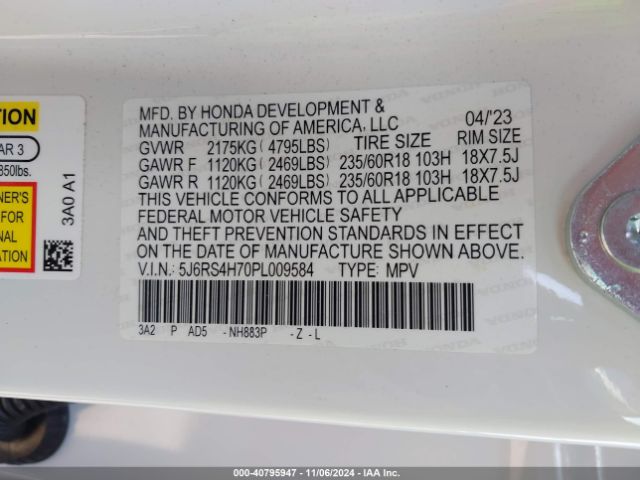 TION
AR 3
850lbs.
NER'S
FOR
NAL
TION
3A0 A1
MFD. BY HONDA DEVELOPMENT & 04/'23
MANUFACTURING OF AMERICA, LLC
GVWR 2175KG(4795LBS) TIRE SIZE RIM SIZE
GAWR F 1120KG(2469LBS) 235/60R18 103H 18X7.5J
GAWR R 1120KG(2469LBS) 235/60R18 103H 18X7.5J
THIS VEHICLE CONFORMS TO ALL APPLICABLE
FEDERAL MOTOR VEHICLE SAFETY
AND THEFT PREVENTION STANDARDS IN EFFECT
ON THE DATE OF MANUFACTURE SHOWN ABOVE.
V.I.N.: 5J6RS4H70PL009584 TYPE: MPV
3A2 P AD5 -NH883P -Z-L
000-40795947 - 11/06/2024 - IAA Inc.